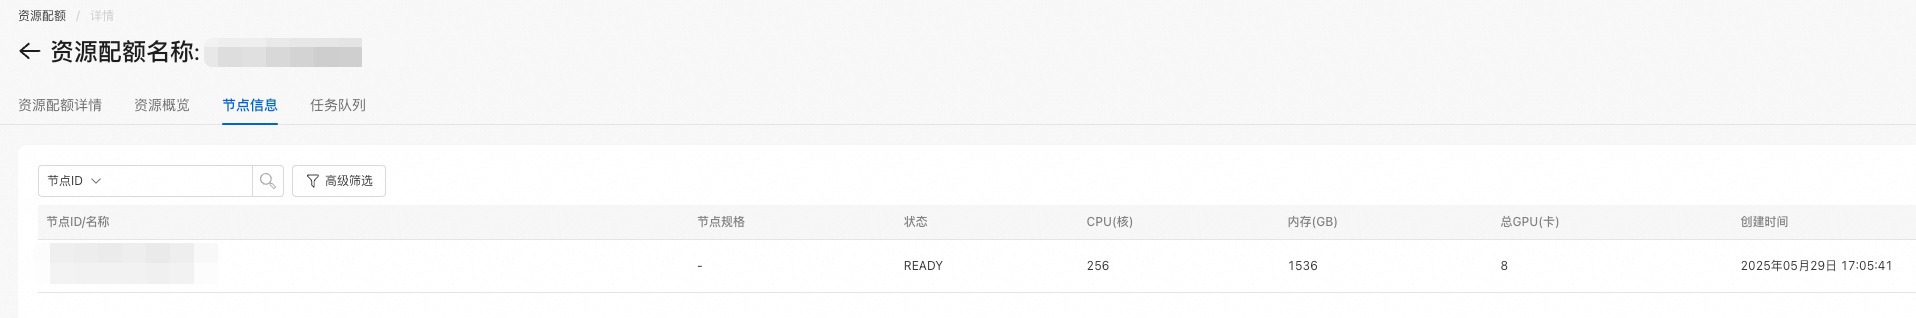 资源配额 / 详情
资源配额名称:
资源配额详情 资源概览 节点信息 任务队列
节点ID 高级筛选
节点ID/名称 节点规格 状态 CPU(核) 内存(GB) 总GPU(卡) 创建时间
- READY 256 1536 8 2025年05月29日 17:05:41